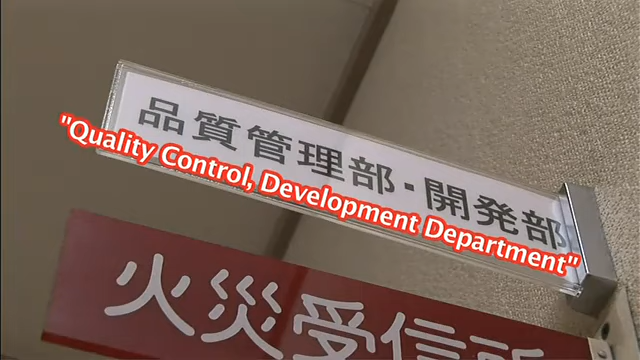 品質管理部・開発部
"Quality Control, Development Department"
火災受信